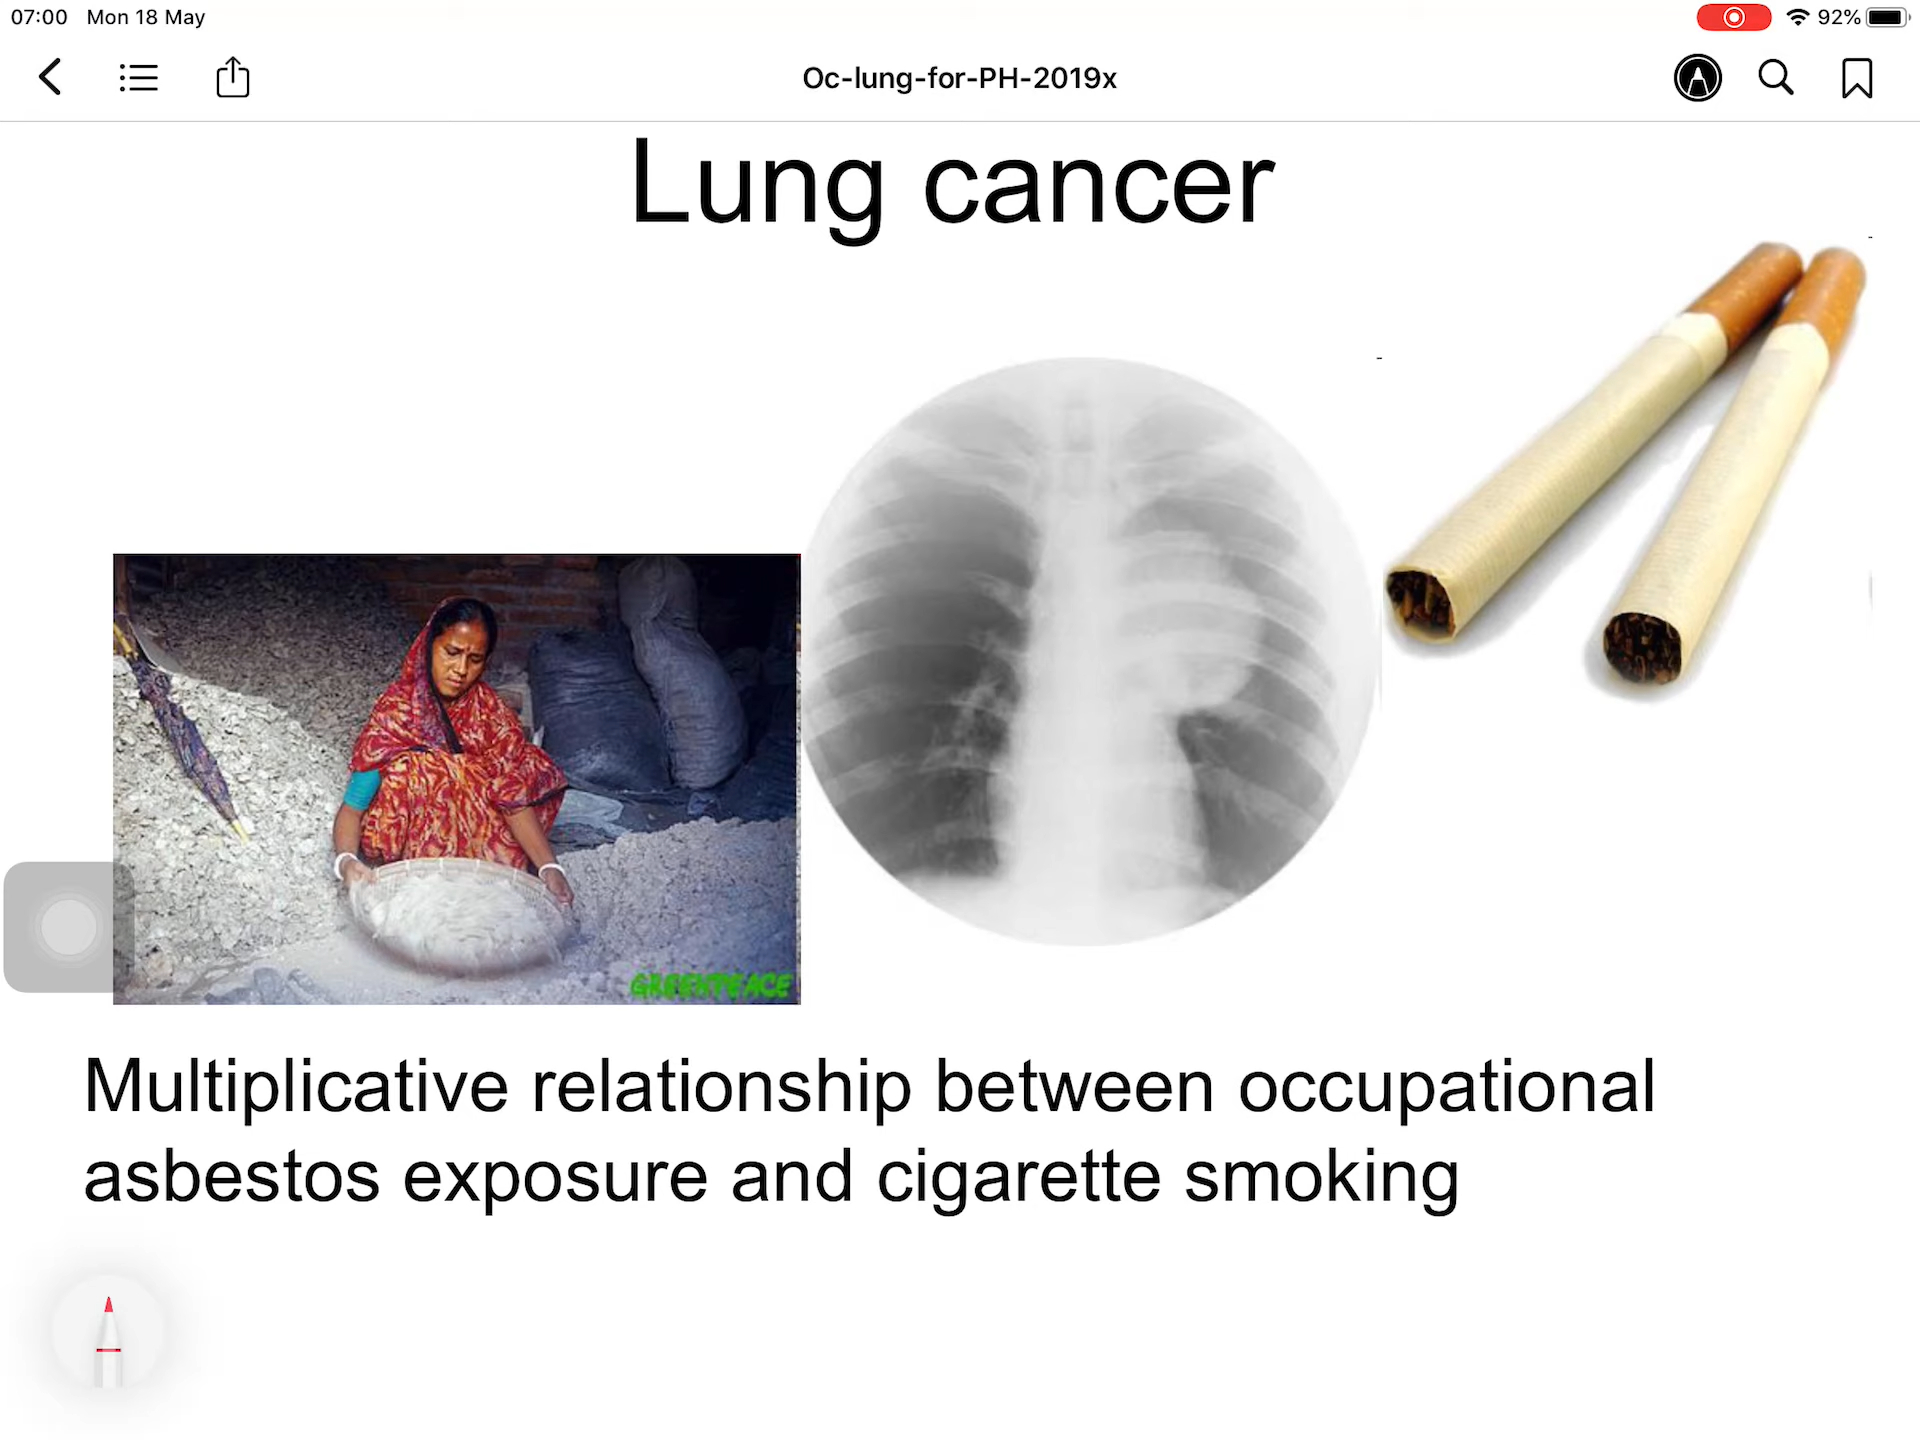 07:00 Mon 18 May
92%
Oc-lung-for-PH-2019x
Lung cancer
GREENPEACE
Multiplicative relationship between occupational
asbestos exposure and cigarette smoking